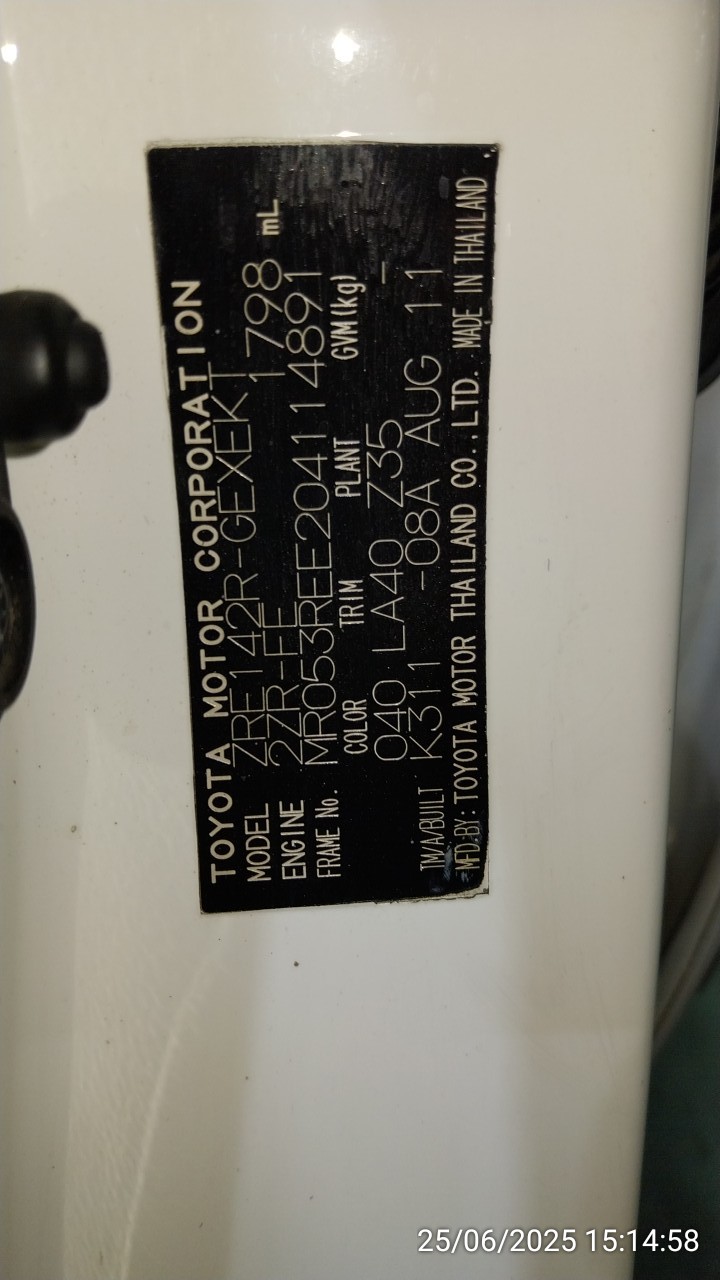 TOYOTA MOTOR CORPORATION
MODEL ZRE142R-GEXEKT
ENGINE 2ZR-FE 1 798 mL
FRAME No. MR053REE204114891
COLOR TRIM PLANT GVM(kg)
040 LA40 Z35 -
TM/A/BUILT K311 -08A AUG 11
MFD.BY: TOYOTA MOTOR THAILAND CO., LTD. MADE IN THAILAND
25/06/2025 15:14:58